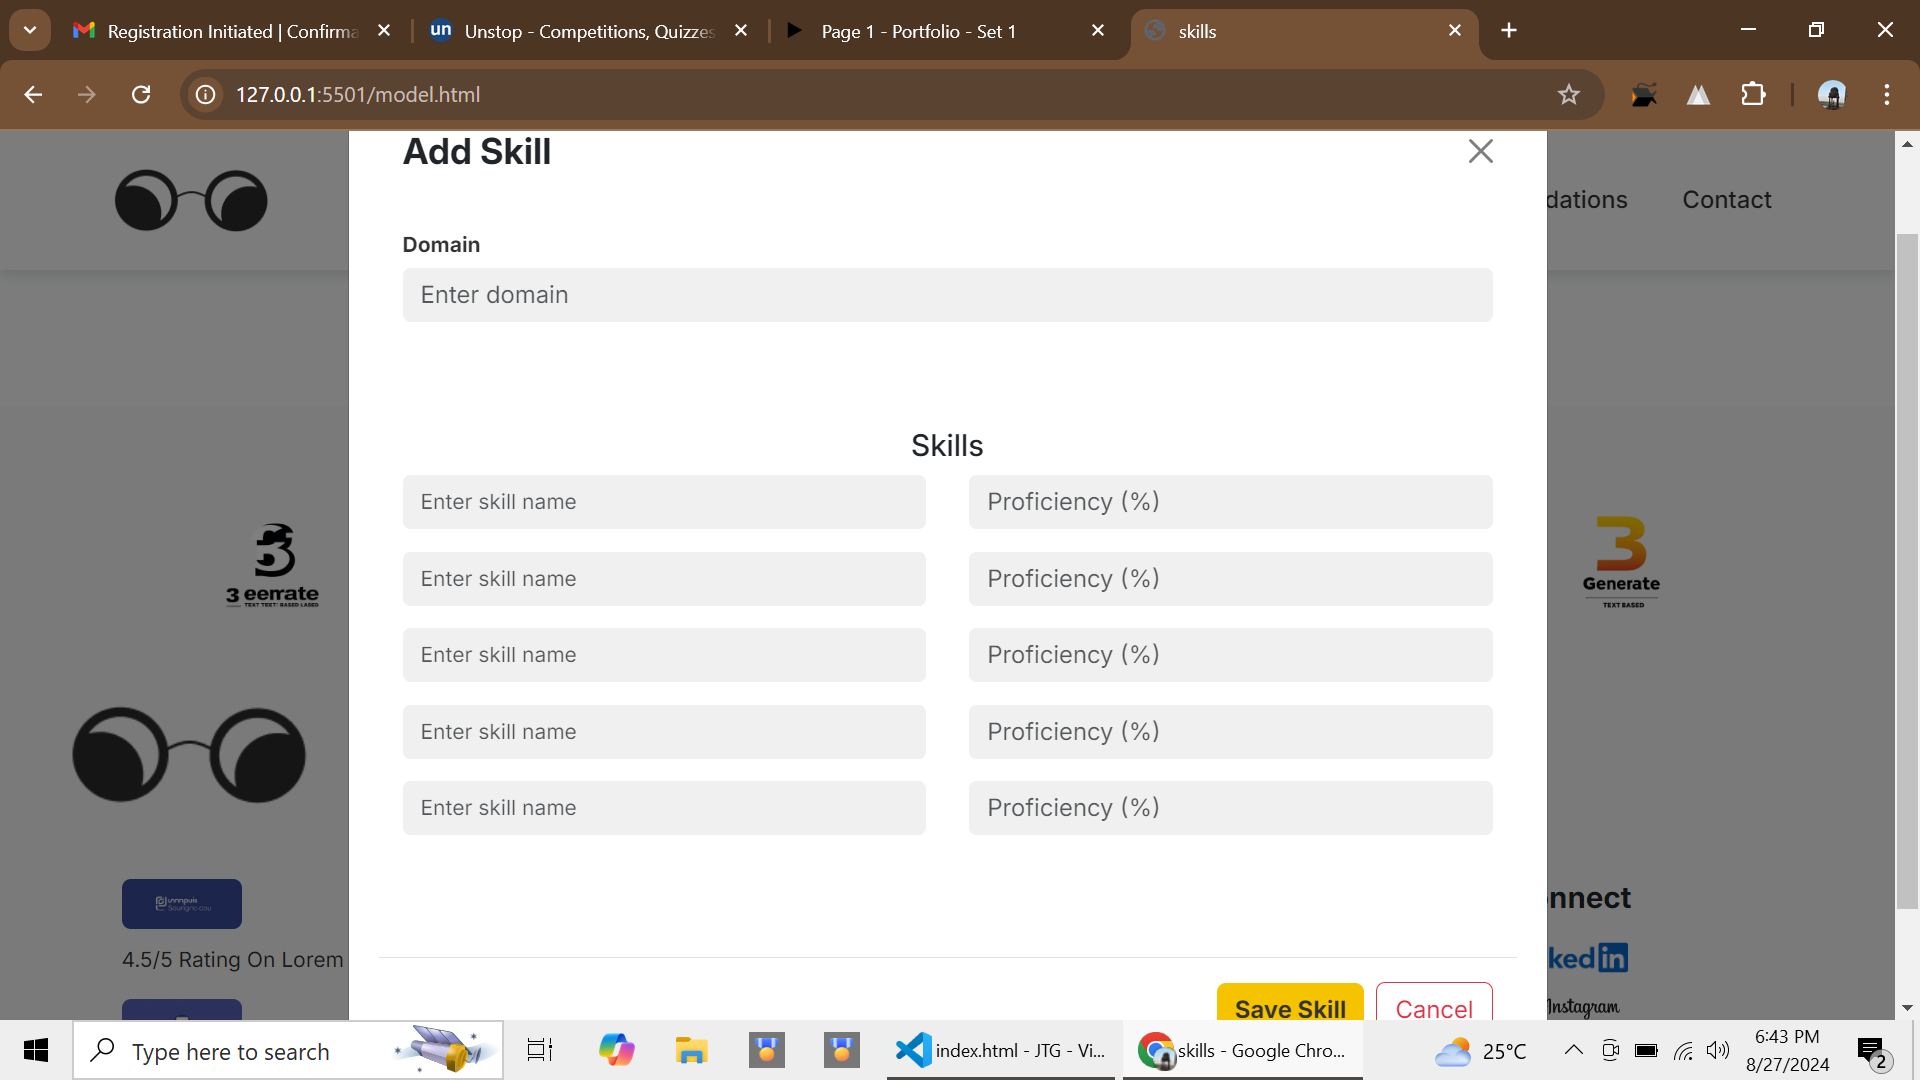 Registration Initiated | Confirma
un
Unstop - Competitions, Quizzes
Page 1 - Portfolio - Set 1
skills
127.0.0.1:5501/model.html
Add Skill
dations
Contact
Domain
Enter domain
Skills
Enter skill name
Proficiency (%)
Enter skill name
Proficiency (%)
Enter skill name
Proficiency (%)
Enter skill name
Proficiency (%)
Enter skill name
Proficiency (%)
3 eerrate
3
Generate
TEXT BASED
4.5/5 Rating On Lorem
nnect
ked in
Instagram
Save Skill
Cancel
Type here to search
index.html - JTG - Vi...
skills - Google Chro...
25°C
6:43 PM
8/27/2024
2